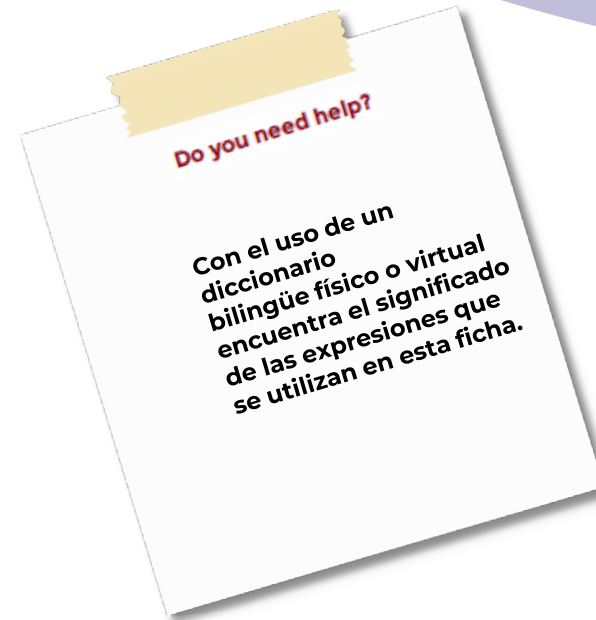 Do you need help?
Con el uso de un
diccionario
bilingüe físico o virtual
encuentra el significado
de las expresiones que
se utilizan en esta ficha.